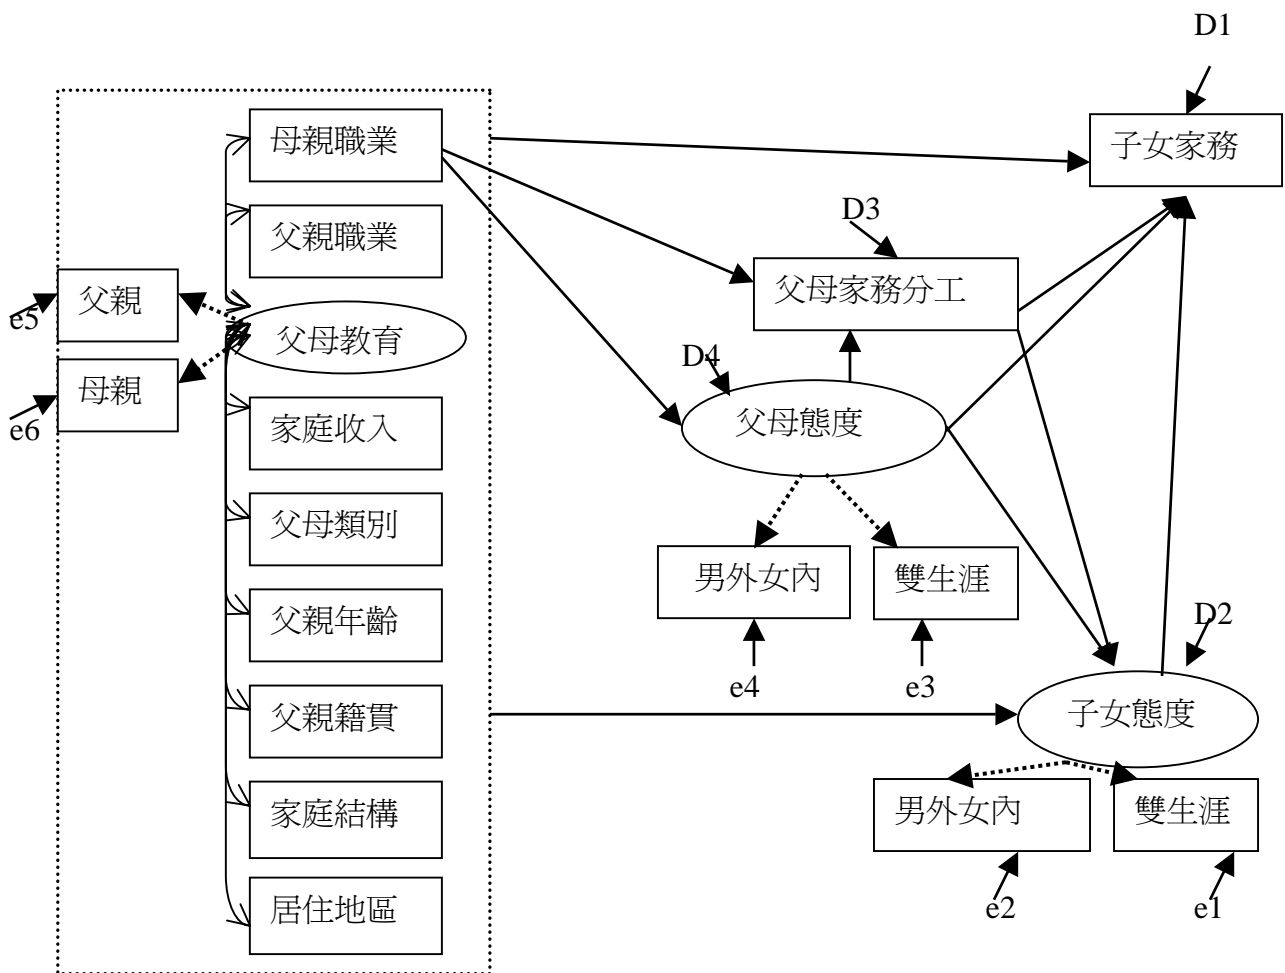 D1
母親職業
子女家務
父親職業
D3
父親
父母家務分工
e5
父母教育
D4
母親
父母態度
e6
家庭收入
父母類別
男外女內
雙生涯
父親年齡
D2
e4
e3
父親籍貫
子女態度
家庭結構
男外女內
雙生涯
居住地區
e2
e1